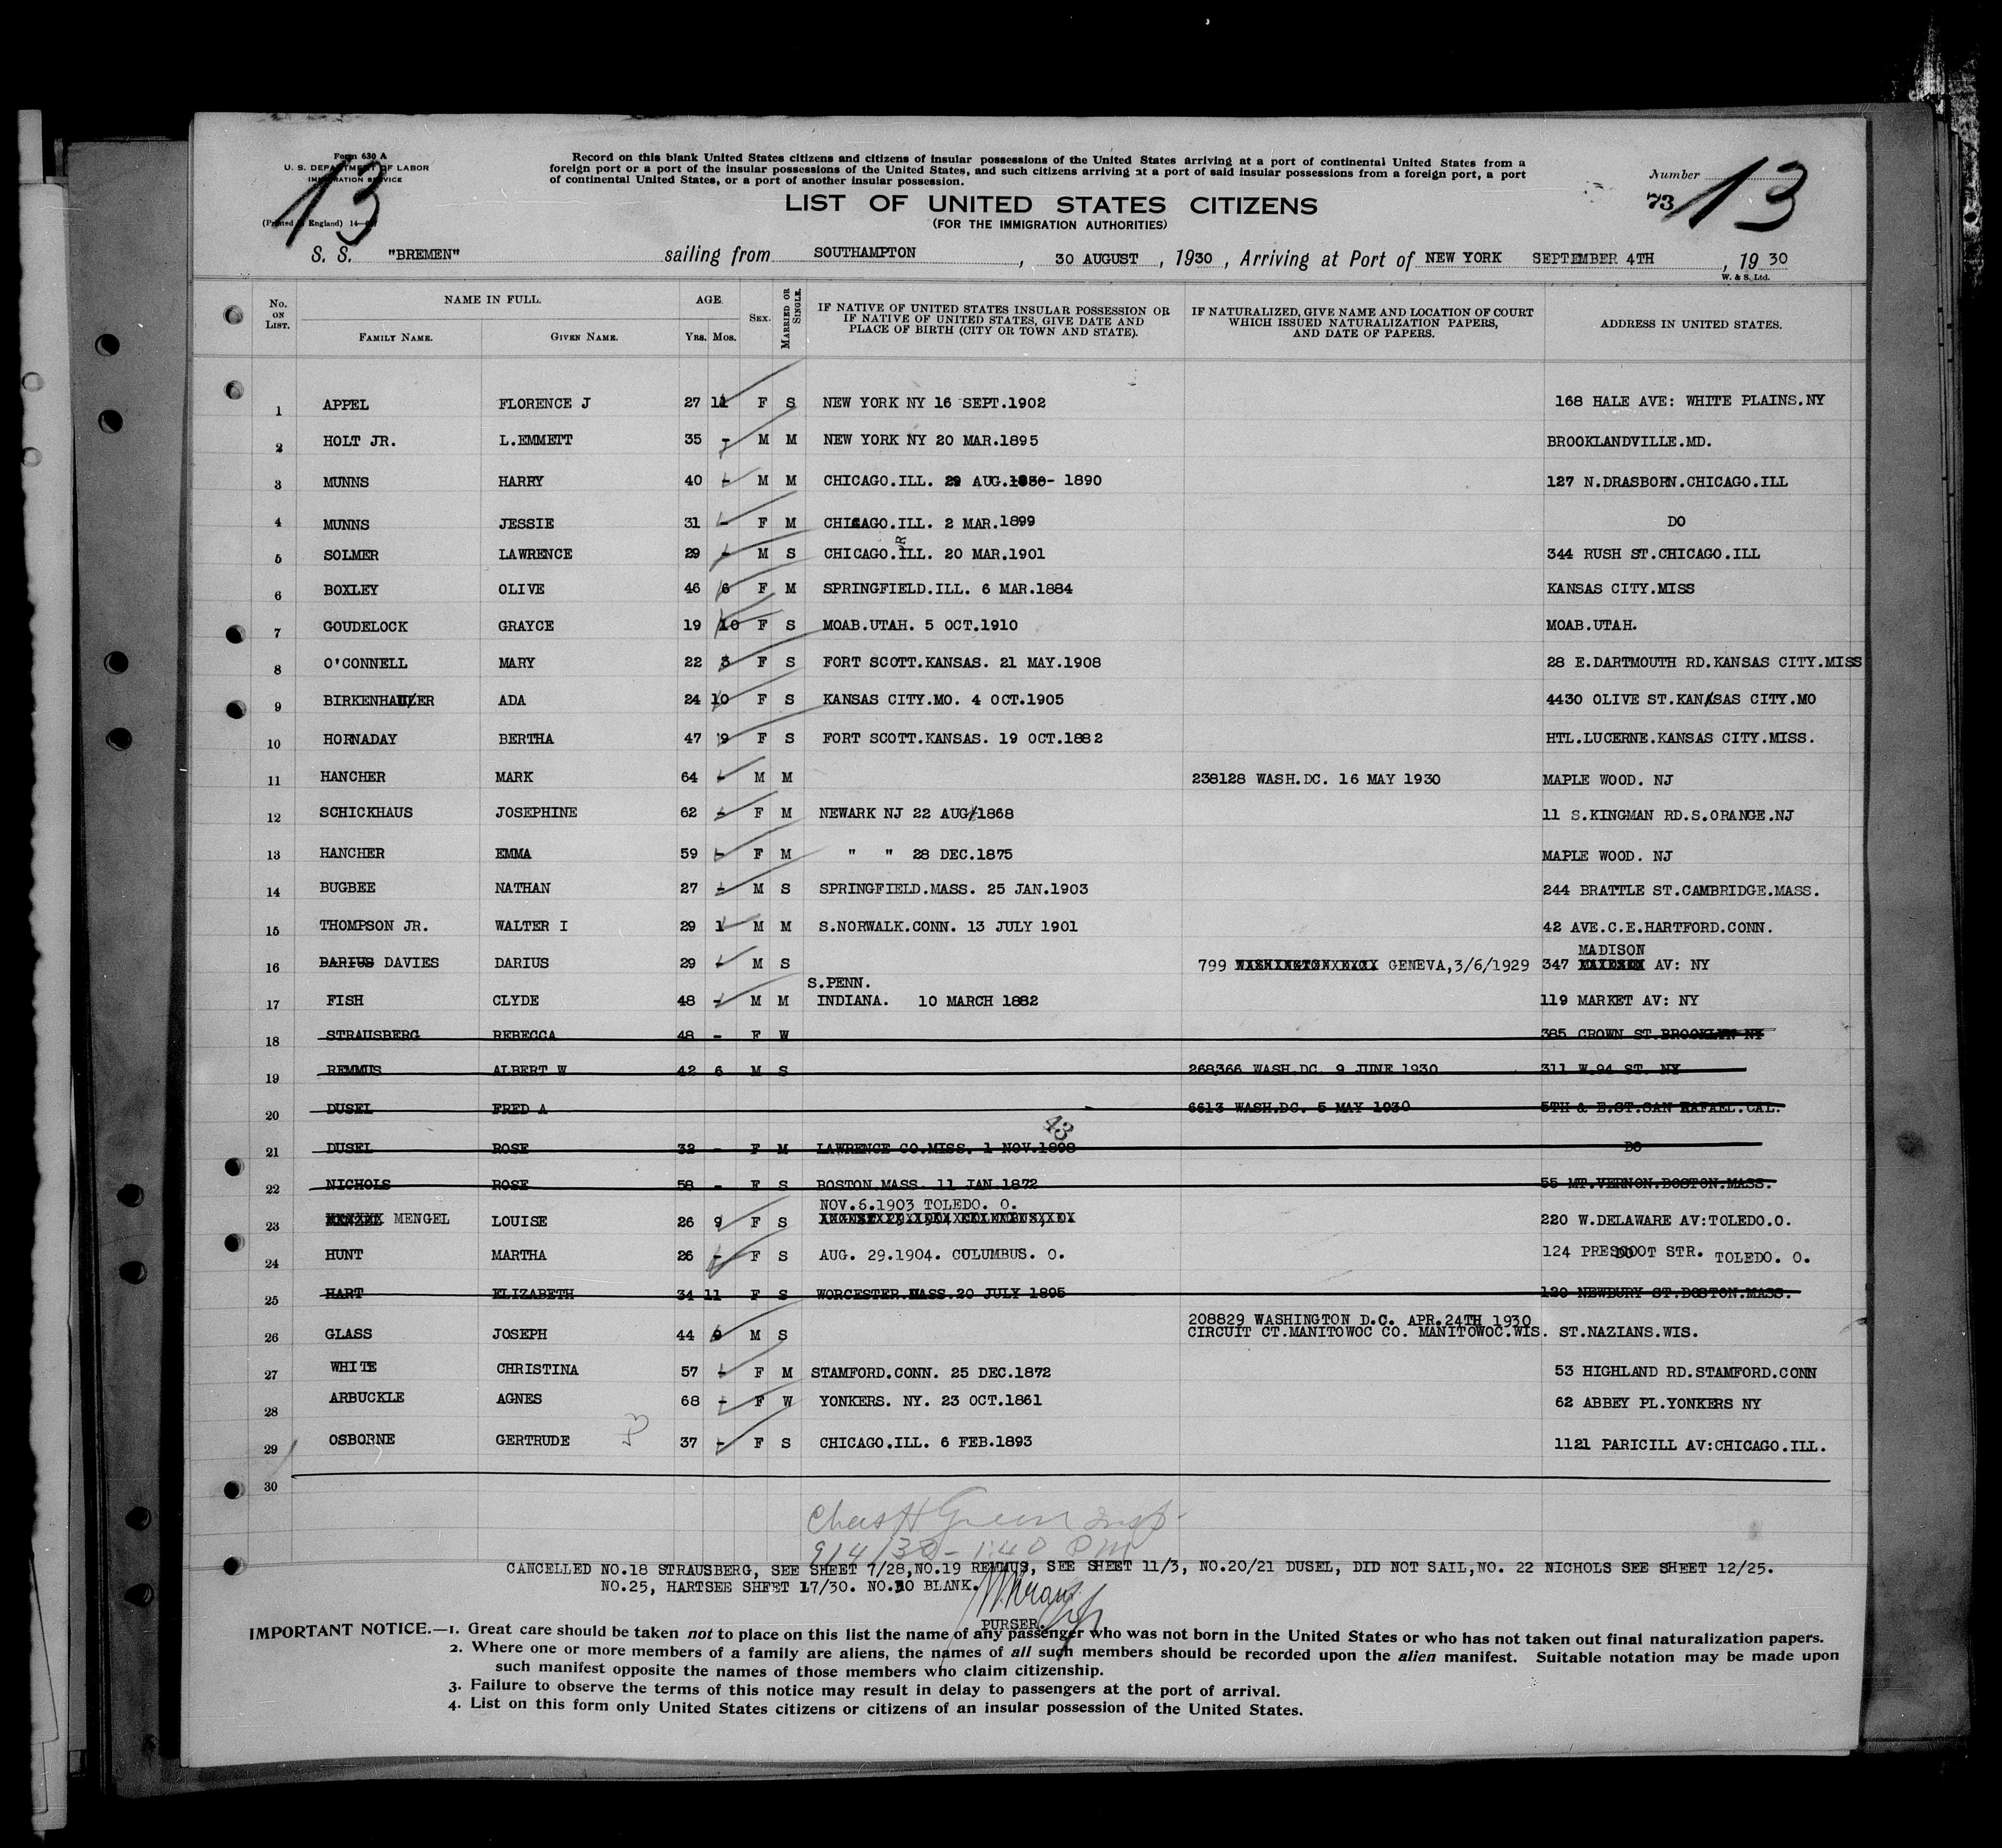 Form 630 A
U. S. DEPARTMENT OF LABOR
IMMIGRATION SERVICE
(Printed in England)
13
Record on this blank United States citizens and citizens of insular possessions of the United States arriving at a port of continental United States from a
foreign port or a port of the insular possessions of the United States, and such citizens arriving at a port of said insular possessions from a foreign port, a port
of continental United States, or a port of another insular possession.
Number
73 13
LIST OF UNITED STATES CITIZENS
(FOR THE IMMIGRATION AUTHORITIES)
S. S. "BREMEN" sailing from SOUTHAMPTON, 30 AUGUST, 1930, Arriving at Port of NEW YORK SEPTEMBER 4TH, 1930
W. & S. Ltd.
No. ON LIST. NAME IN FULL. AGE. SEX. MARRIED OR SINGLE. IF NATIVE OF UNITED STATES INSULAR POSSESSION OR IF NATIVE OF UNITED STATES, GIVE DATE AND PLACE OF BIRTH (CITY OR TOWN AND STATE). IF NATURALIZED, GIVE NAME AND LOCATION OF COURT WHICH ISSUED NATURALIZATION PAPERS, AND DATE OF PAPERS. ADDRESS IN UNITED STATES.
FAMILY NAME. GIVEN NAME. YRS. MOS.
1 APPEL FLORENCE J 27 11 F S NEW YORK NY 16 SEPT.1902 168 HALE AVE: WHITE PLAINS.NY
2 HOLT JR. L.EMMETT 35 - M M NEW YORK NY 20 MAR.1895 BROOKLANDVILLE.MD.
3 MUNNS HARRY 40 - M M CHICAGO.ILL. 29 AUG.1830- 1890 127 N.DRASBORN.CHICAGO.ILL
4 MUNNS JESSIE 31 - F M CHICAGO.ILL. 2 MAR.1899 DO
5 SOLMER LAWRENCE 29 - M S CHICAGO.ILL. 20 MAR.1901 344 RUSH ST.CHICAGO.ILL
6 BOXLEY OLIVE 46 6 F M SPRINGFIELD.ILL. 6 MAR.1884 KANSAS CITY.MISS
7 GOUDELOCK GRAYCE 19 10 F S MOAB.UTAH. 5 OCT.1910 MOAB.UTAH.
8 O'CONNELL MARY 22 3 F S FORT SCOTT.KANSAS. 21 MAY.1908 28 E.DARTMOUTH RD.KANSAS CITY.MISS
9 BIRKENHAUER ADA 24 10 F S KANSAS CITY.MO. 4 OCT.1905 4430 OLIVE ST.KANSAS CITY.MO
10 HORNADAY BERTHA 47 9 F S FORT SCOTT.KANSAS. 19 OCT.1882 HTL.LUCERNE.KANSAS CITY.MISS.
11 HANCHER MARK 64 - M M 238128 WASH.DC. 16 MAY 1930 MAPLE WOOD. NJ
12 SCHICKHAUS JOSEPHINE 62 - F M NEWARK NJ 22 AUG 1868 11 S.KINGMAN RD.S.ORANGE.NJ
13 HANCHER EMMA 59 - F M " " 28 DEC.1875 MAPLE WOOD. NJ
14 BUGBEE NATHAN 27 - M S SPRINGFIELD.MASS. 25 JAN.1903 244 BRATTLE ST.CAMBRIDGE.MASS.
15 THOMPSON JR. WALTER I 29 1 M M S.NORWALK.CONN. 13 JULY 1901 42 AVE.C.E.HARTFORD.CONN.
MADISON
16 DARIUS DAVIES DARIUS 29 - M S 799 GENEVA,3/6/1929 347 AV: NY
S.PENN.
17 FISH CLYDE 48 - M M INDIANA. 10 MARCH 1882 119 MARKET AV: NY
18 STRAUSBERG REBECCA 48 - F W 385 CROWN ST.BROOKLYN NY
19 REMMUS ALBERT W 42 6 M S 268366 WASH.DC. 9 JUNE 1930 311 W.94 ST. NY
20 DUSEL FRED A 6613 WASH.DC. 5 MAY 1930 5TH & E.ST.SAN RAFAEL.CAL.
43
21 DUSEL ROSE 32 - F M LAWRENCE CO.MISS. 1 NOV.1898 DO
22 NICHOLS ROSE 58 - F S BOSTON.MASS. 11 JAN.1872 55 MT.VERNON.BOSTON.MASS.
NOV.6.1903 TOLEDO. O.
23 MENGEL LOUISE 26 9 F S 220 W.DELAWARE AV:TOLEDO.O.
24 HUNT MARTHA 26 - F S AUG. 29.1904. CULUMBUS. O. 124 PRESCOOT STR. TOLEDO. O.
25 HART ELIZABETH 34 11 F S WORCESTER.MASS.20 JULY 1895 120 NEWBURY ST.BOSTON.MASS.
208829 WASHINGTON D.C. APR.24TH 1930
26 GLASS JOSEPH 44 9 M S CIRCUIT CT.MANITOWOC CO. MANITOWOC.WIS. ST.NAZIANS.WIS.
27 WHITE CHRISTINA 57 - F M STAMFORD.CONN. 25 DEC.1872 53 HIGHLAND RD.STAMFORD.CONN
28 ARBUCKLE AGNES 68 - F W YONKERS. NY. 23 OCT.1861 62 ABBEY PL.YONKERS NY
29 OSBORNE GERTRUDE 37 - F S CHICAGO.ILL. 6 FEB.1893 1121 PARICILL AV:CHICAGO.ILL.
30
Chas H Green Insp.
9/4/30 - 1:40 PM
CANCELLED NO.18 STRAUSBERG, SEE SHEET 7/28,NO.19 REMMUS, SEE SHEET 11/3, NO.20/21 DUSEL, DID NOT SAIL,NO. 22 NICHOLS SEE SHEET 12/25.
NO.25, HARTSEE SHEET 17/30. NO.30 BLANK.
PURSER.
IMPORTANT NOTICE.—1. Great care should be taken not to place on this list the name of any passenger who was not born in the United States or who has not taken out final naturalization papers.
2. Where one or more members of a family are aliens, the names of all such members should be recorded upon the alien manifest. Suitable notation may be made upon
such manifest opposite the names of those members who claim citizenship.
3. Failure to observe the terms of this notice may result in delay to passengers at the port of arrival.
4. List on this form only United States citizens or citizens of an insular possession of the United States.